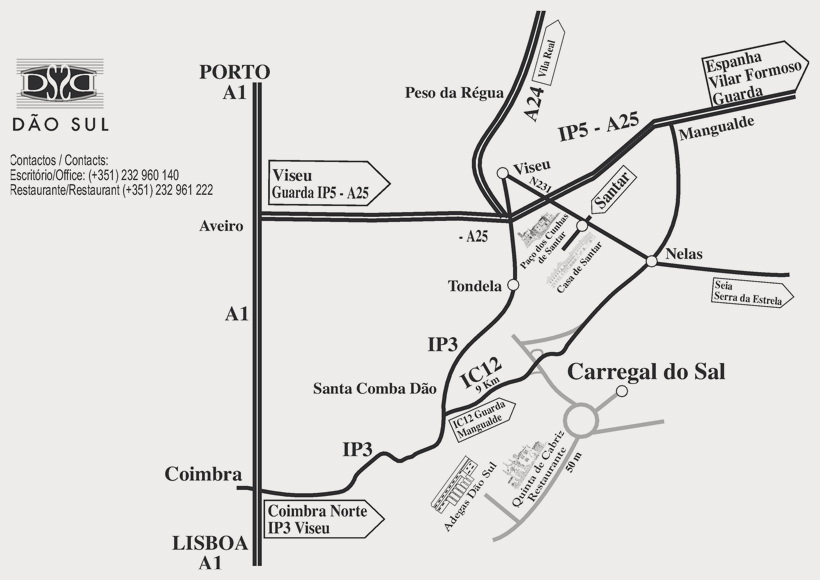 DÃO SUL
Contactos / Contacts:
Escritório/Office: (+351) 232 960 140
Restaurante/Restaurant (+351) 232 961 222
PORTO
A1
Viseu
Guarda IP5 - A25
Aveiro
- A25
A1
Peso da Régua
A24
Vila Real
IP5 - A25
Espanha
Vilar Formoso
Guarda
Mangualde
Viseu
N231
Santar
Paço dos Cunhas
de Santar
Casa de Santar
Nelas
Seía
Serra da Estrela
Tondela
IP3
IC12
9 Km
Carregal do Sal
Santa Comba Dão
IC12 Guarda
Mangualde
IP3
Coimbra
Coimbra Norte
IP3 Viseu
Adegas Dão Sul
Quinta de Cabriz
Restaurante
50 m
LISBOA
A1